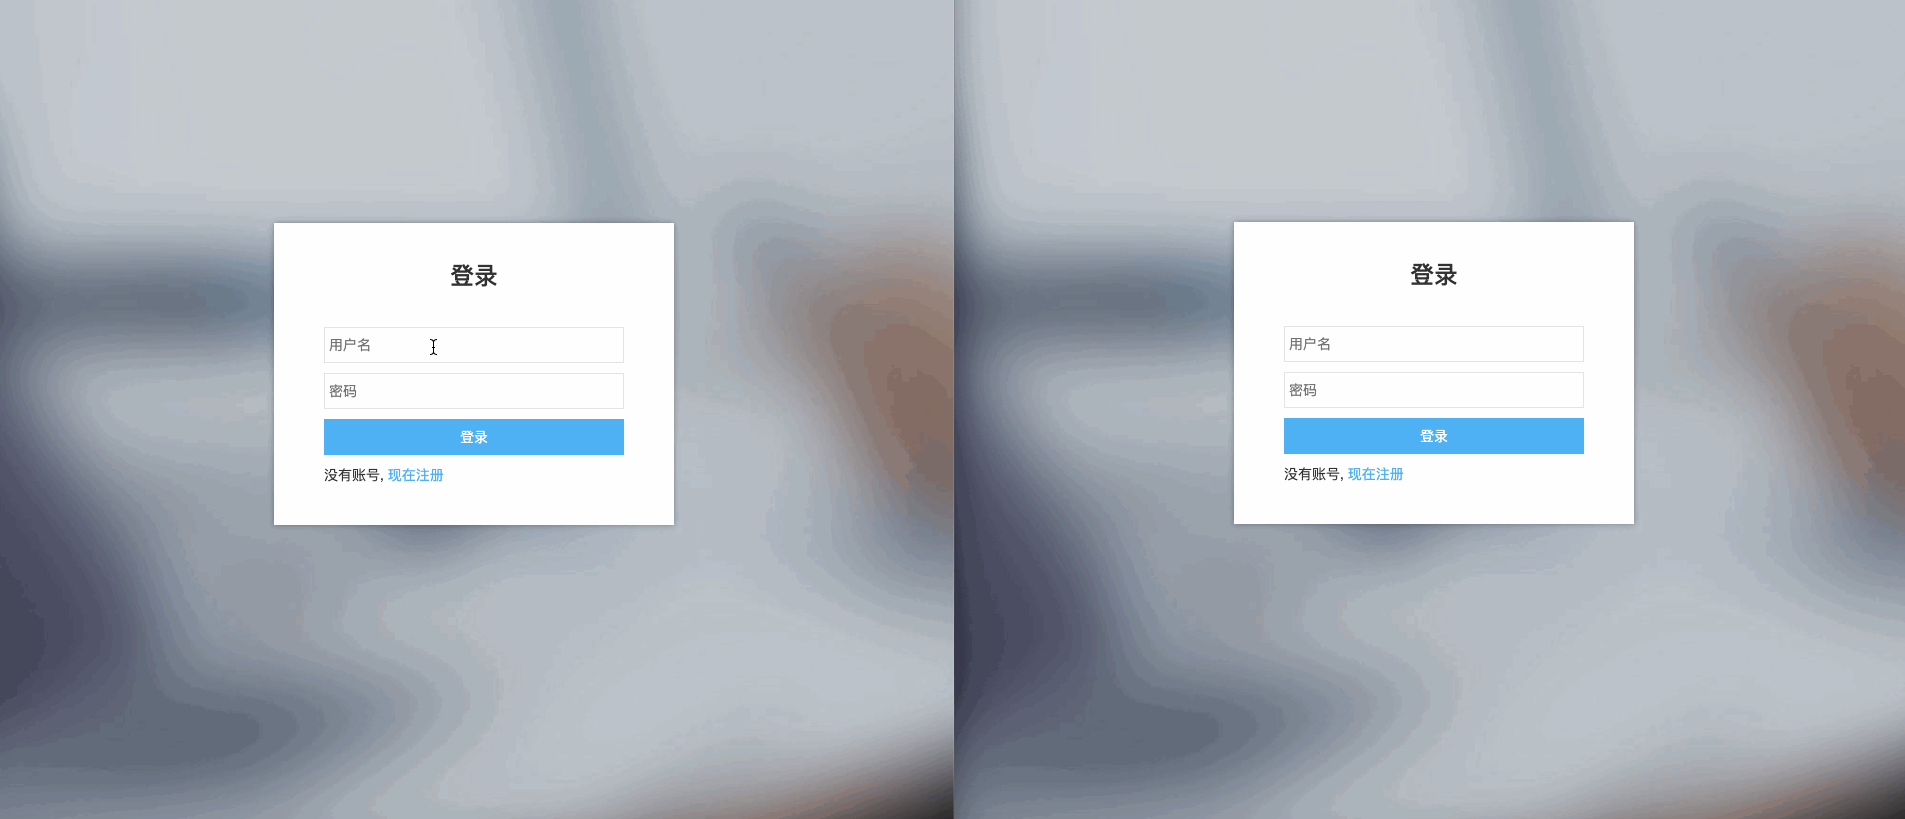 登录
用户名
密码
登录
没有账号, 现在注册
登录
用户名
密码
登录
没有账号, 现在注册